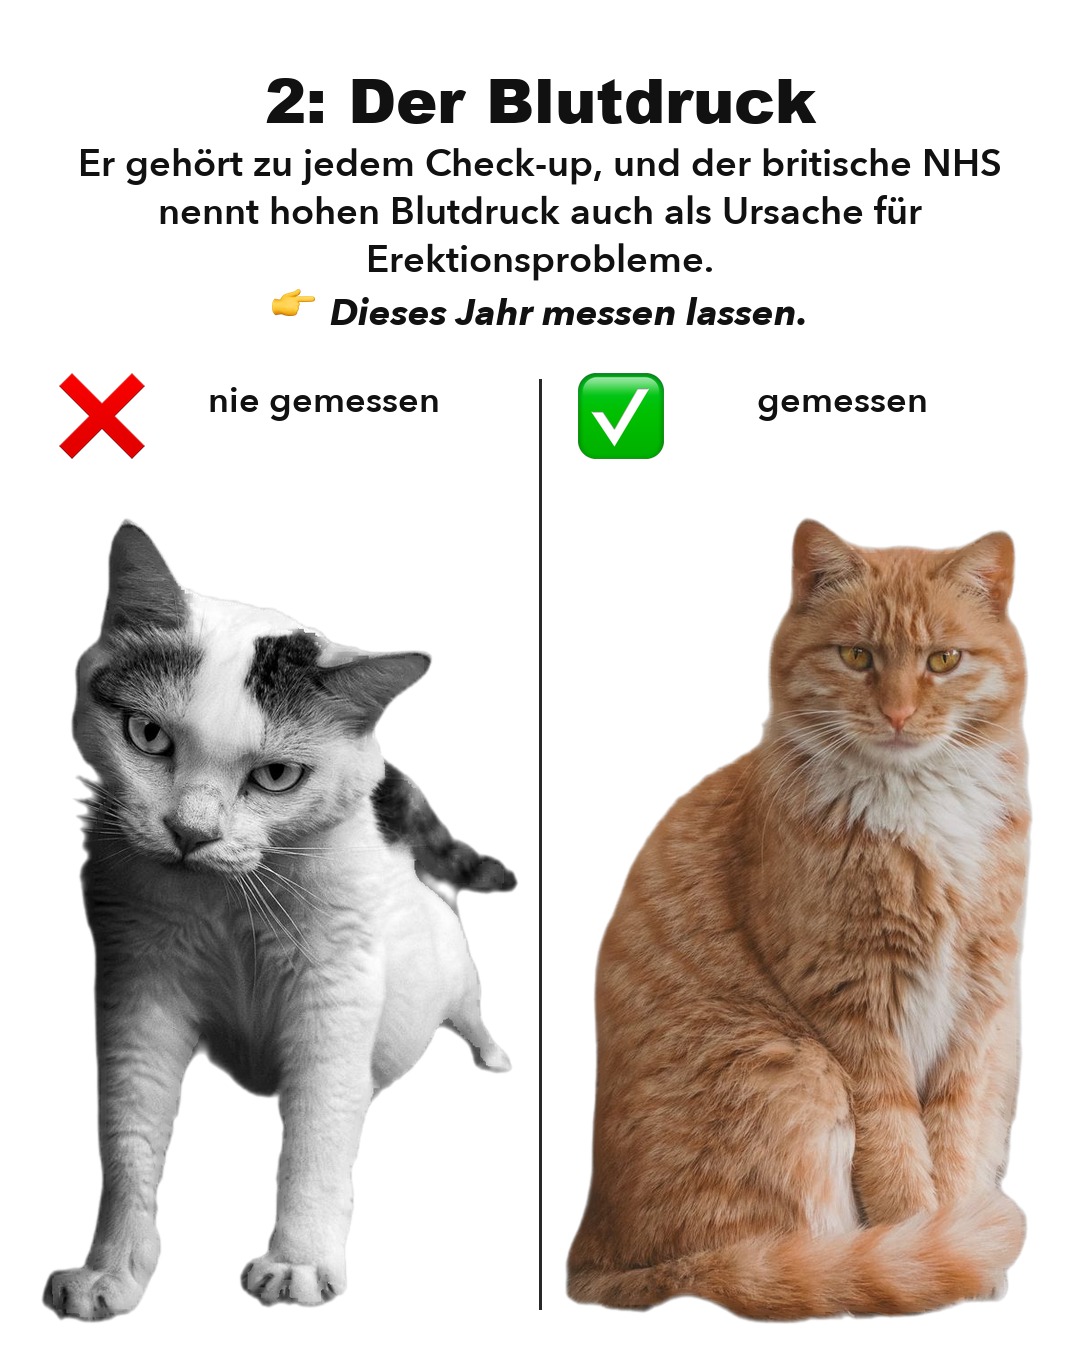 2: Der Blutdruck
Er gehört zu jedem Check-up, und der britische NHS
nennt hohen Blutdruck auch als Ursache für
Erektionsprobleme.
👉 Dieses Jahr messen lassen.
❌ nie gemessen
✅ gemessen